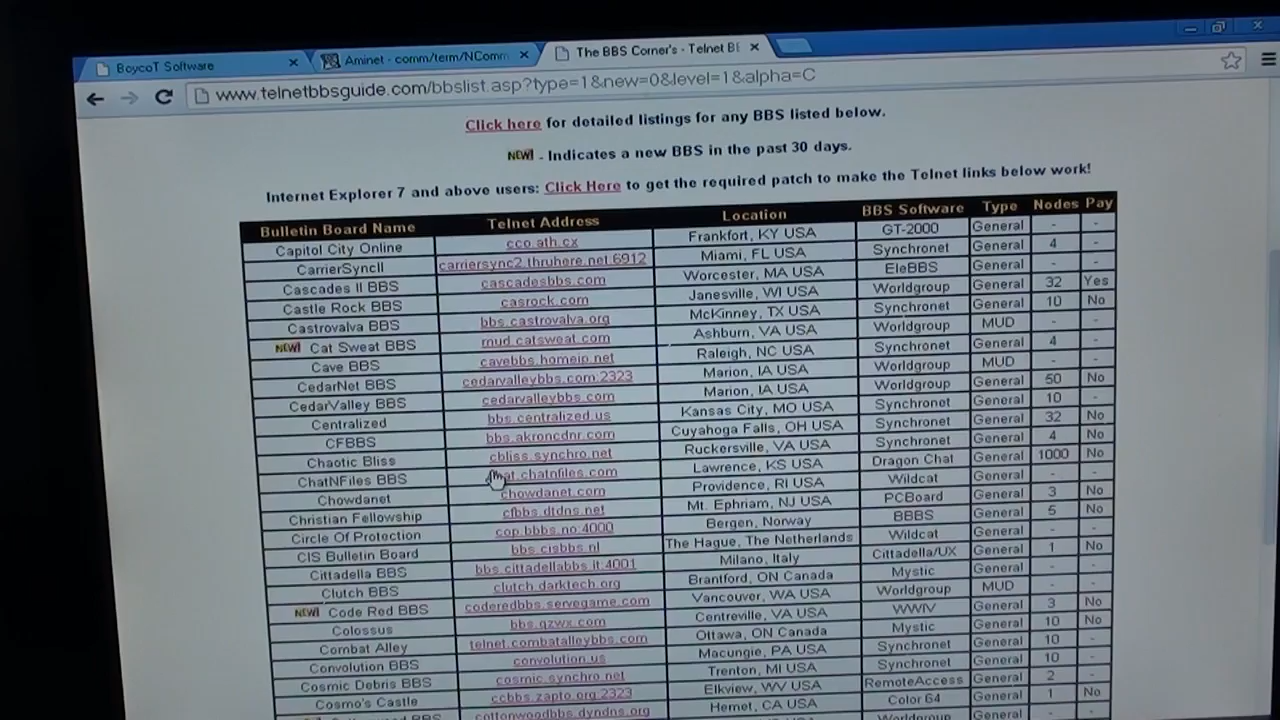 BoycoT Software
Aminet - comm/term/NComm
The BBS Corner's - Telnet BE
www.telnetbbsguide.com/bbslist.asp?type=1&new=0&level=1&alpha=C
Click here for detailed listings for any BBS listed below.
NEW! - Indicates a new BBS in the past 30 days.
Internet Explorer 7 and above users: Click Here to get the required patch to make the Telnet links below work!
Bulletin Board Name Telnet Address Location BBS Software Type Nodes Pay
Capitol City Online cco.ath.cx Frankfort, KY USA GT-2000 General - -
CarrierSyncII carriersync2.thruhere.net:6912 Miami, FL USA Synchronet General 4 -
Cascades II BBS cascadesbbs.com Worcester, MA USA EleBBS General - -
Castle Rock BBS casrock.com Janesville, WI USA Worldgroup General 32 Yes
Castrovalva BBS bbs.castrovalva.org McKinney, TX USA Synchronet General 10 No
NEW! Cat Sweat BBS mud.catsweat.com Ashburn, VA USA Worldgroup MUD - -
Cave BBS cavebbs.homeip.net Raleigh, NC USA Synchronet General 4 -
CedarNet BBS cedarvalleybbs.com:2323 Marion, IA USA Worldgroup MUD - -
CedarValley BBS cedarvalleybbs.com Marion, IA USA Worldgroup General 50 No
Centralized bbs.centralized.us Kansas City, MO USA Synchronet General 10 -
CFBBS bbs.akroncdnr.com Cuyahoga Falls, OH USA Synchronet General 32 No
Chaotic Bliss cbliss.synchro.net Ruckersville, VA USA Synchronet General 4 No
ChatNFiles BBS at.chatnfiles.com Lawrence, KS USA Dragon Chat General 1000 No
Chowdanet chowdanet.com Providence, RI USA Wildcat General - -
Christian Fellowship cfbbs.dtdns.net Mt. Ephriam, NJ USA PCBoard General 3 No
Circle Of Protection cop.bbbs.no:4000 Bergen, Norway BBBS General 5 No
CIS Bulletin Board bbs.cisbbs.nl The Hague, The Netherlands Wildcat General - -
Cittadella BBS bbs.cittadellabbs.it:4001 Milano, Italy Cittadella/UX General 1 No
Clutch BBS clutch.darktech.org Brantford, ON Canada Mystic General - -
NEW! Code Red BBS coderedbbs.servegame.com Vancouver, WA USA Worldgroup MUD - -
Colossus bbs.qzwx.com Centreville, VA USA WWIV General 3 No
Combat Alley telnet.combatalleybbs.com Ottawa, ON Canada Mystic General 10 No
Convolution BBS convolution.us Macungie, PA USA Synchronet General 10 -
Cosmic Debris BBS cosmic.synchro.net Trenton, MI USA Synchronet General 10 -
Cosmo's Castle ccbbs.zapto.org:2323 Elkview, WV USA RemoteAccess General 2 -
cottonwoodbbs.dyndns.org Hemet, CA USA Color 64 General 1 No